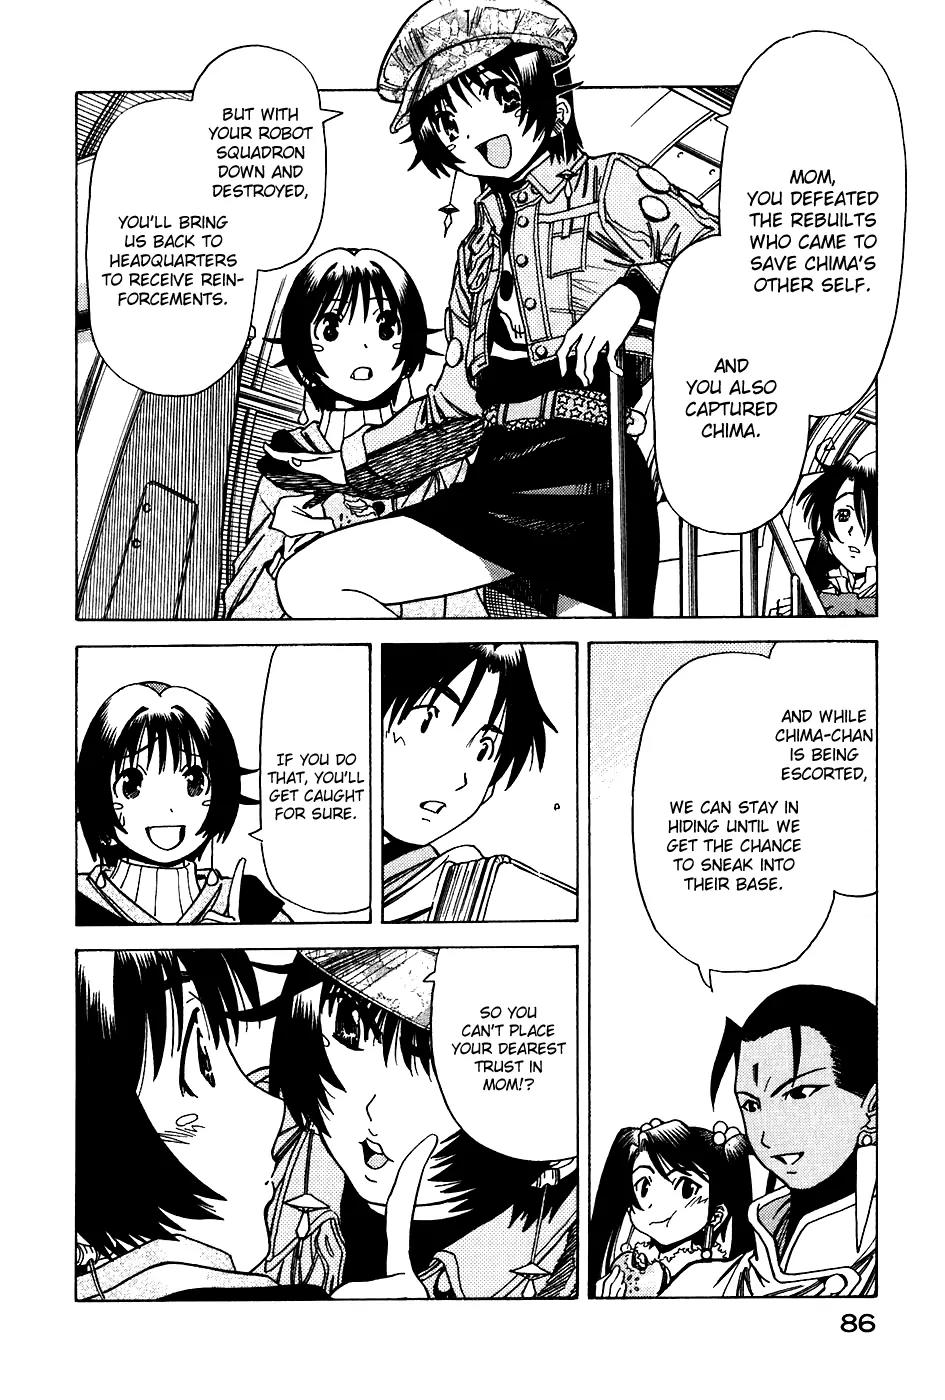 MOM,
YOU DEFEATED
THE REBUILTS
WHO CAME TO
SAVE CHIMA'S
OTHER SELF.
AND
YOU ALSO
CAPTURED
CHIMA.
BUT WITH
YOUR ROBOT
SQUADRON
DOWN AND
DESTROYED,
YOU'LL BRING
US BACK TO
HEADQUARTERS
TO RECEIVE REIN-
FORCEMENTS.
AND WHILE
CHIMA-CHAN
IS BEING
ESCORTED,
WE CAN STAY IN
HIDING UNTIL WE
GET THE CHANCE
TO SNEAK INTO
THEIR BASE.
IF YOU DO
THAT, YOU'LL
GET CAUGHT
FOR SURE.
SO YOU
CAN'T PLACE
YOUR DEAREST
TRUST IN
MOM!?
86